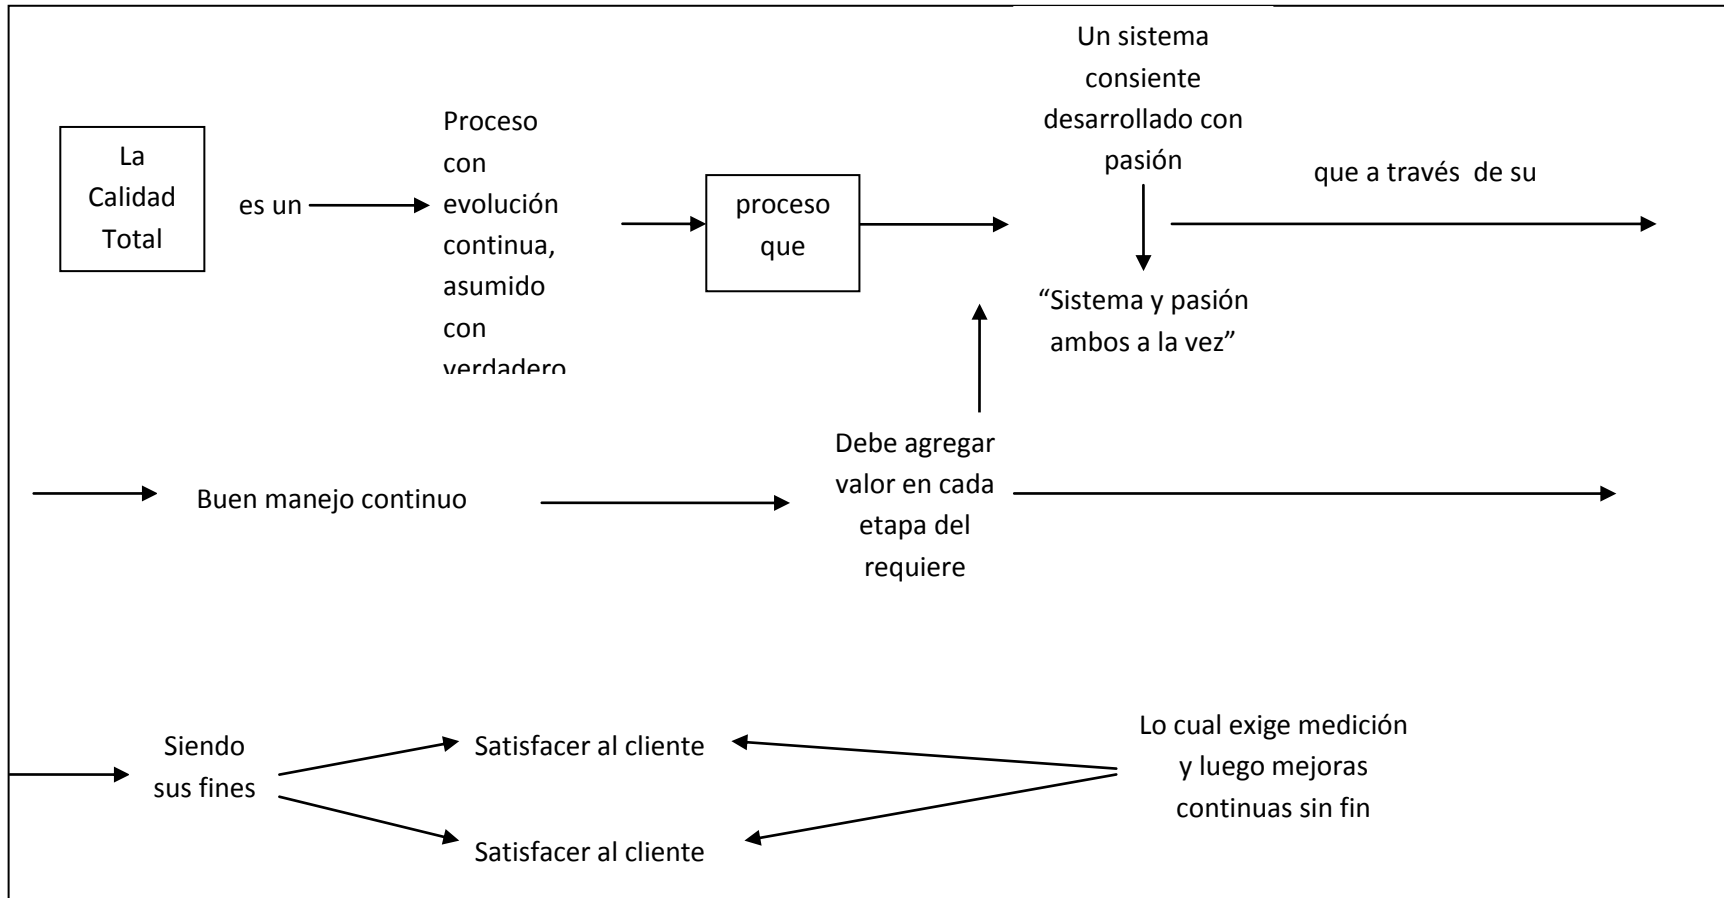 La
Calidad
Total
es un
Proceso
con
evolución
continua,
asumido
con
verdadero
proceso
que
Un sistema
consiente
desarrollado con
pasión
“Sistema y pasión
ambos a la vez”
que a través  de su
Buen manejo continuo
Debe agregar
valor en cada
etapa del
requiere
Siendo
sus fines
Satisfacer al cliente
Satisfacer al cliente
Lo cual exige medición
y luego mejoras
continuas sin fin